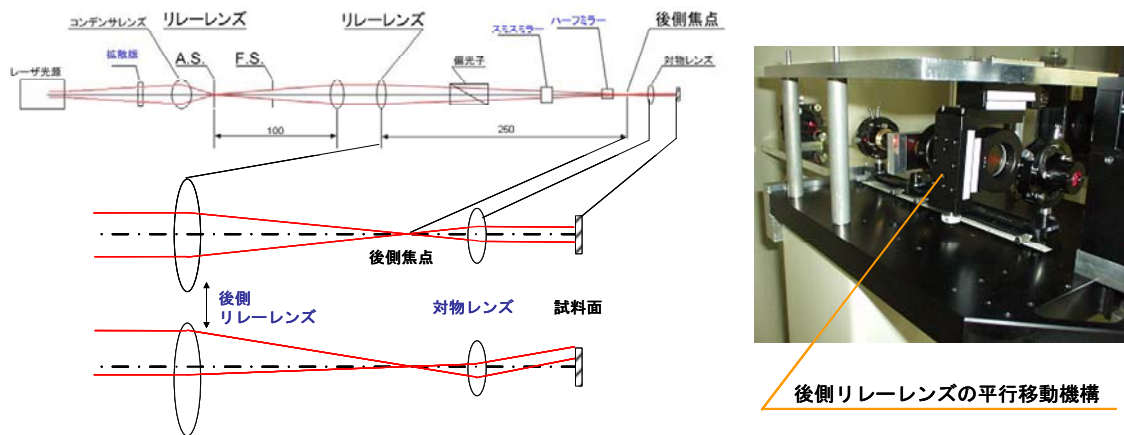 リレーレンズ
リレーレンズ
後側焦点
コンデンサレンズ
ハーフミラー
スミスミラー
拡散板
A.S.
F.S.
偏光子
対物レンズ
レーザ光源
100
250
後側焦点
後側
リレーレンズ
対物レンズ
試料面
後側リレーレンズの平行移動機構